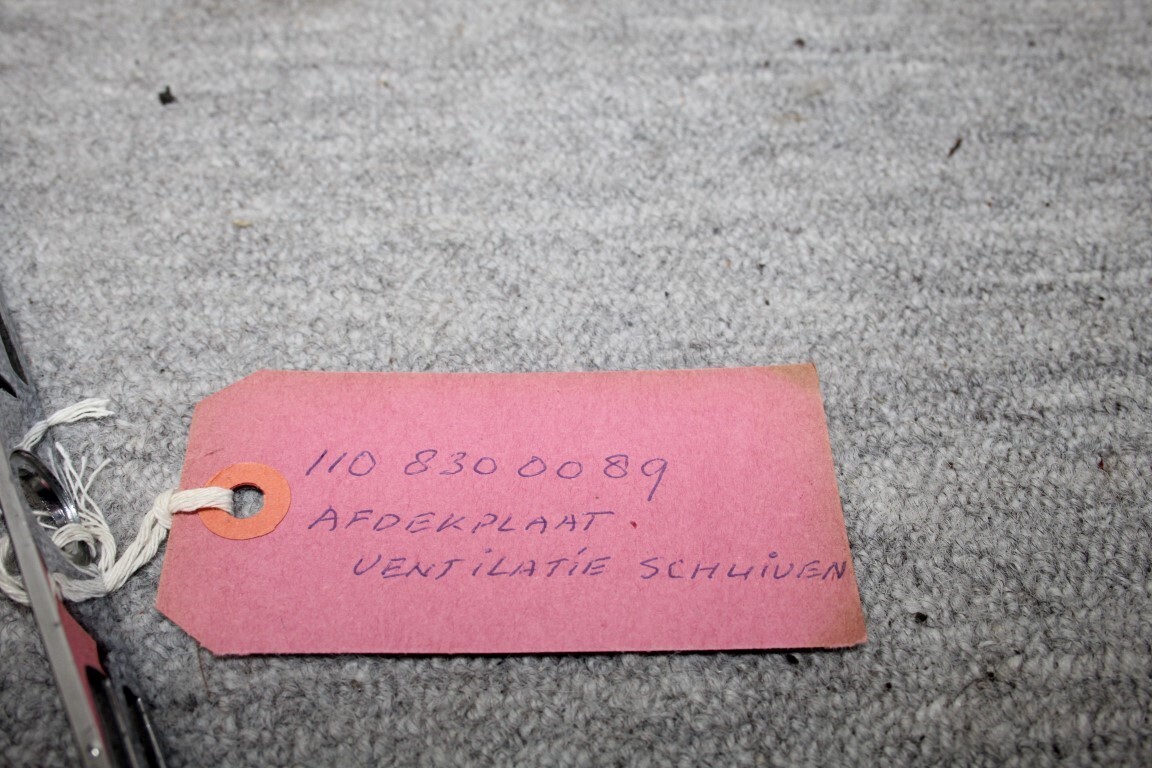 110 830 00 89
AFDEKPLAAT
VENTiLATiE SCHUiVEN